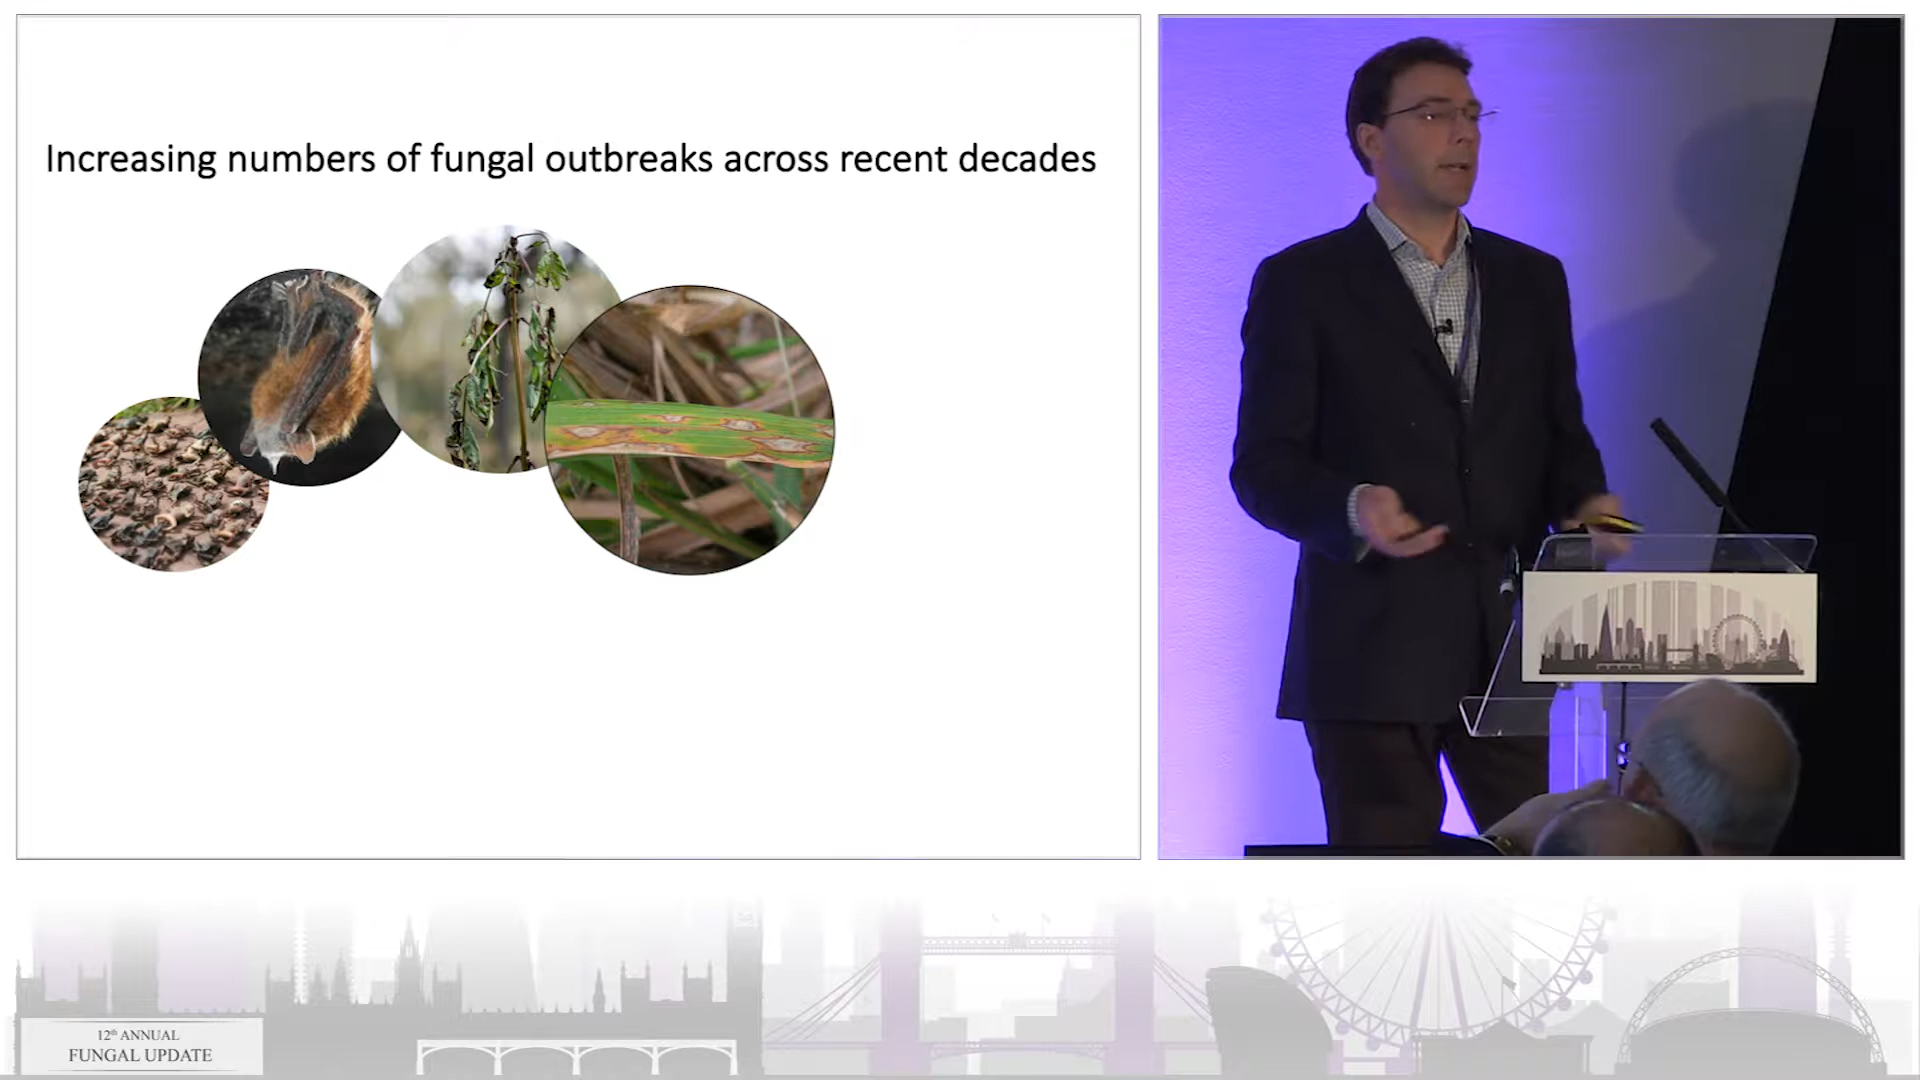 Increasing numbers of fungal outbreaks across recent decades
12th ANNUAL
FUNGAL UPDATE